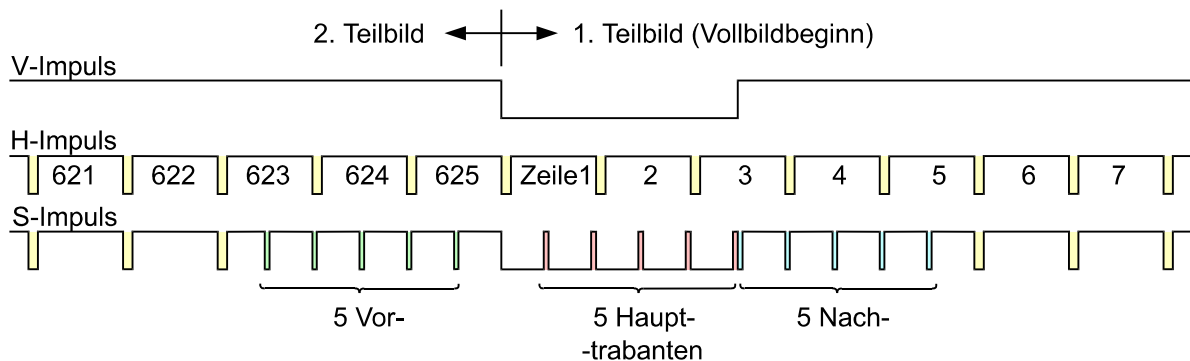 2. Teilbild 1. Teilbild (Vollbildbeginn)
V-Impuls
H-Impuls
621 622 623 624 625 Zeile1 2 3 4 5 6 7
S-Impuls
5 Vor- 5 Haupt- 5 Nach-
-trabanten